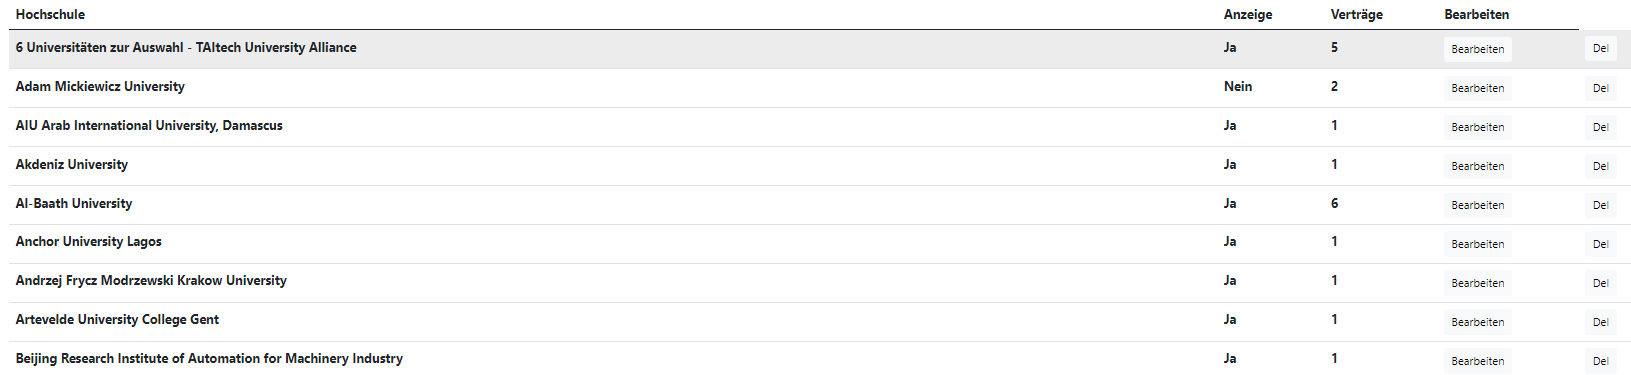 Hochschule Anzeige Verträge Bearbeiten
6 Universitäten zur Auswahl - TAItech University Alliance Ja 5 Bearbeiten Del
Adam Mickiewicz University Nein 2 Bearbeiten Del
AIU Arab International University, Damascus Ja 1 Bearbeiten Del
Akdeniz University Ja 1 Bearbeiten Del
Al-Baath University Ja 6 Bearbeiten Del
Anchor University Lagos Ja 1 Bearbeiten Del
Andrzej Frycz Modrzewski Krakow University Ja 1 Bearbeiten Del
Artevelde University College Gent Ja 1 Bearbeiten Del
Beijing Research Institute of Automation for Machinery Industry Ja 1 Bearbeiten Del